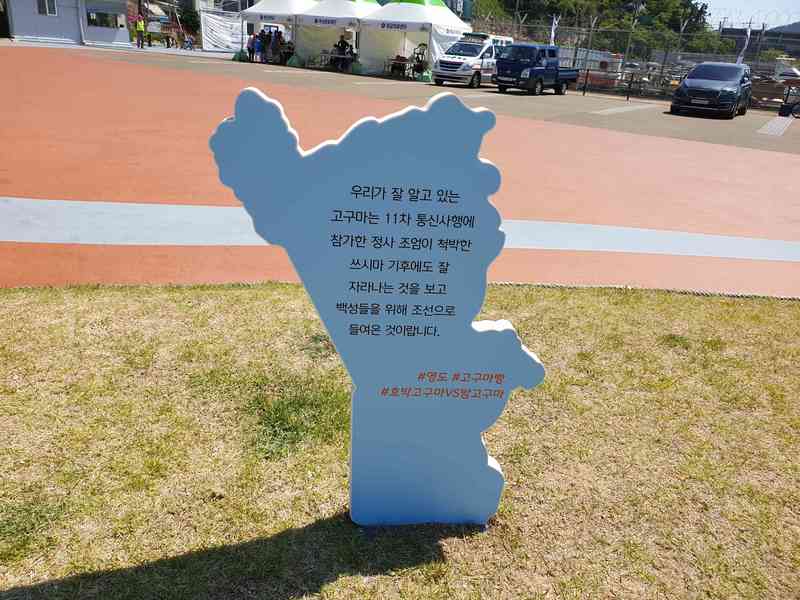 우리가 잘 알고 있는
고구마는 11차 통신사행에
참가한 정사 조엄이 척박한
쓰시마 기후에도 잘
자라나는 것을 보고
백성들을 위해 조선으로
들여온 것이랍니다.
#영도 #고구마빵
#호박고구마VS밤고구마